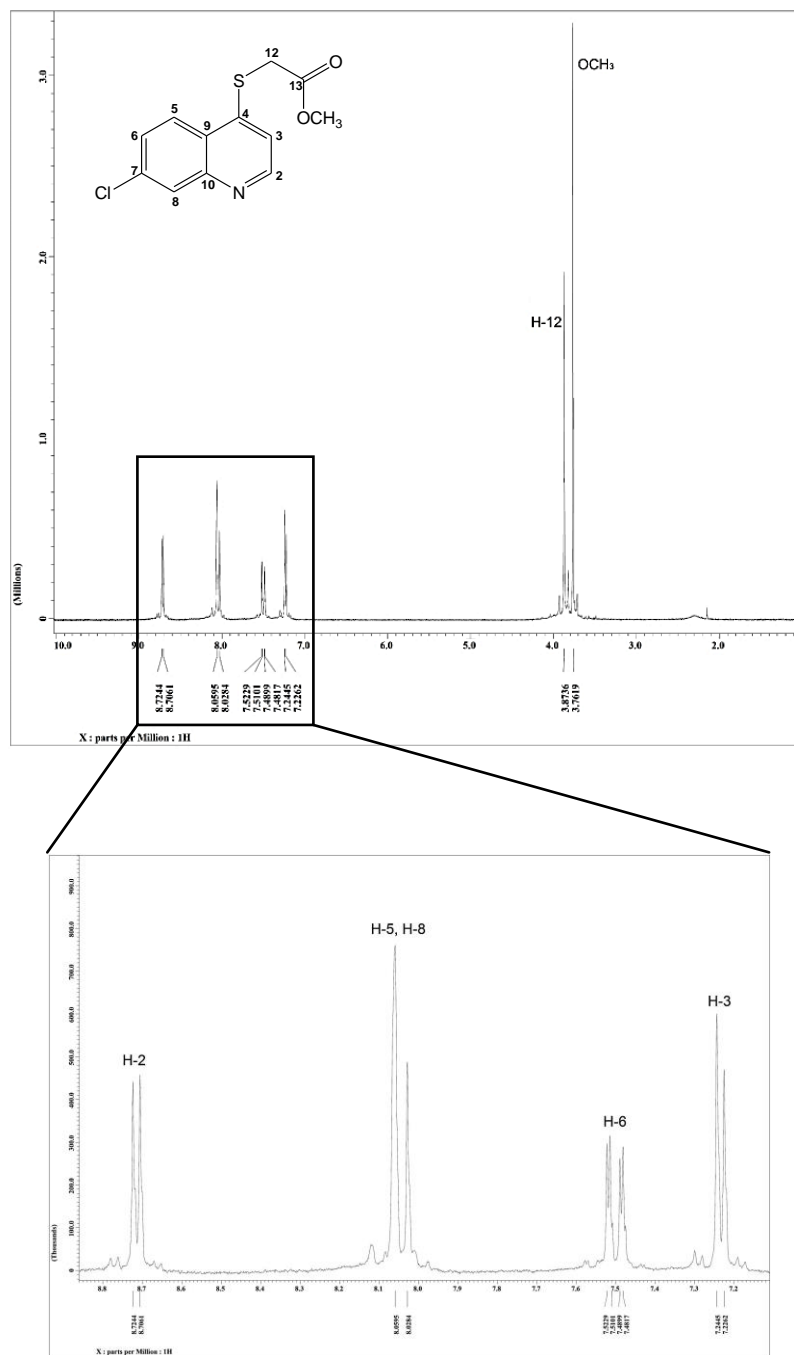 3.0
2.0
1.0
0
(Millions)
12
O
S
13
OCH3
5
4
6
9
3
7
10
2
Cl
8
N
OCH3
H-12
10.0 9.0 8.0 7.0 6.0 5.0 4.0 3.0 2.0 1.0
8.7244
8.7061
8.0595
8.0284
7.5229
7.5101
7.4899
7.4817
7.2445
7.2262
3.8736
3.7619
X : parts per Million : 1H
900.0
800.0
700.0
600.0
500.0
400.0
300.0
200.0
100.0
0
(Thousands)
H-2
H-5, H-8
H-6
H-3
8.8 8.7 8.6 8.5 8.4 8.3 8.2 8.1 8.0 7.9 7.8 7.7 7.6 7.5 7.4 7.3 7.2
8.7244
8.7061
8.0595
8.0284
7.5229
7.5101
7.4899
7.4817
7.2445
7.2262
X : parts per Million : 1H